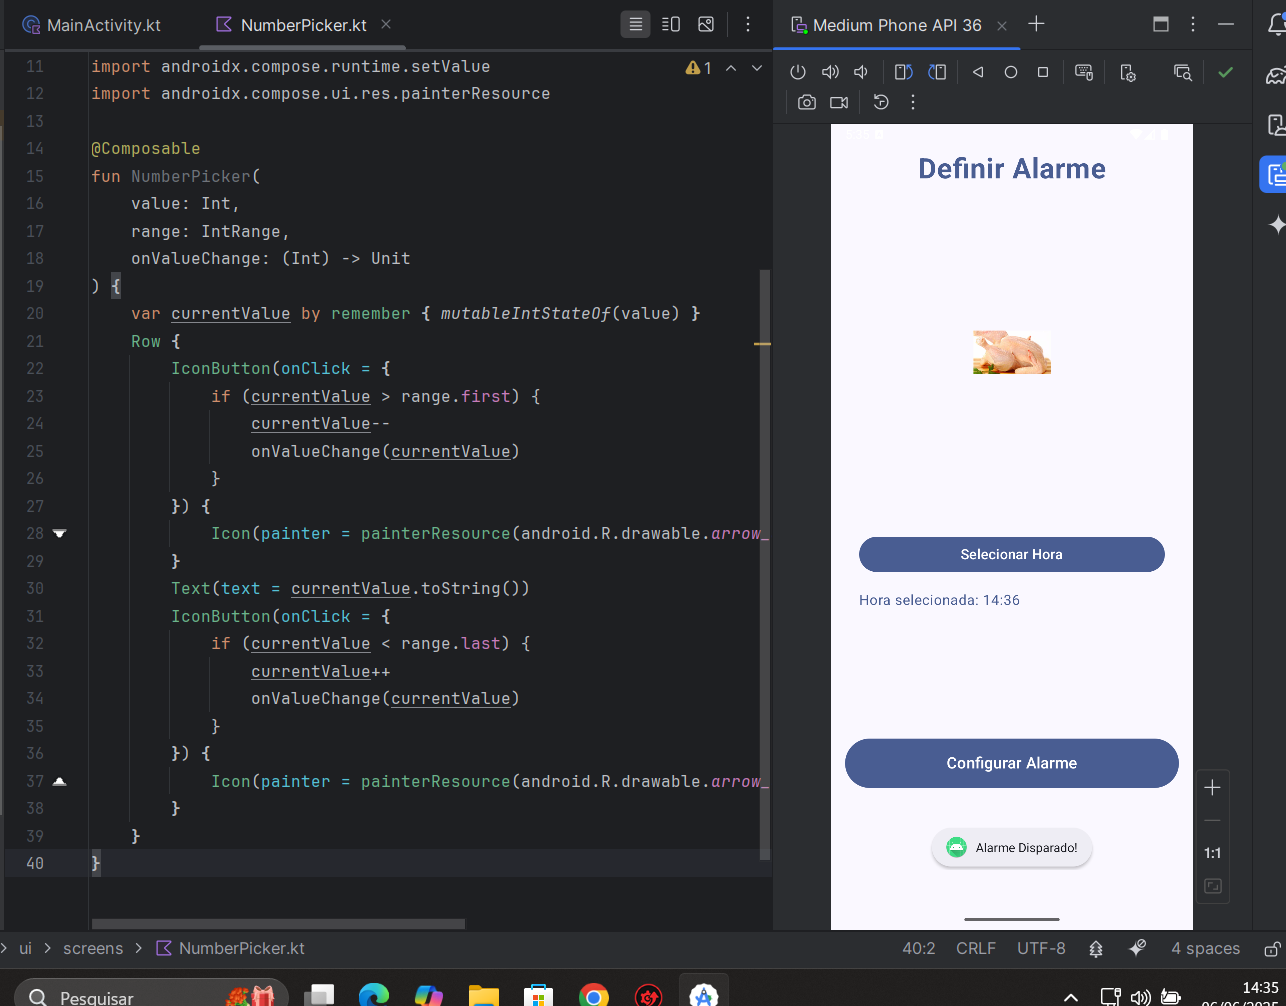 MainActivity.kt
NumberPicker.kt
Medium Phone API 36
11 import androidx.compose.runtime.setValue
1
12 import androidx.compose.ui.res.painterResource
13
14 @Composable
15 fun NumberPicker(
16 value: Int,
17 range: IntRange,
18 onValueChange: (Int) -> Unit
19 ) {
20 var currentValue by remember { mutableIntStateOf(value) }
21 Row {
22 IconButton(onClick = {
23 if (currentValue > range.first) {
24 currentValue--
25 onValueChange(currentValue)
26 }
27 }) {
28 Icon(painter = painterResource(android.R.drawable.arrow_
29 }
30 Text(text = currentValue.toString())
31 IconButton(onClick = {
32 if (currentValue < range.last) {
33 currentValue++
34 onValueChange(currentValue)
35 }
36 }) {
37 Icon(painter = painterResource(android.R.drawable.arrow_
38 }
39 }
40 }
Definir Alarme
Selecionar Hora
Hora selecionada: 14:36
Configurar Alarme
Alarme Disparado!
1:1
ui > screens > NumberPicker.kt
40:2 CRLF UTF-8 4 spaces
Pesquisar
14:35